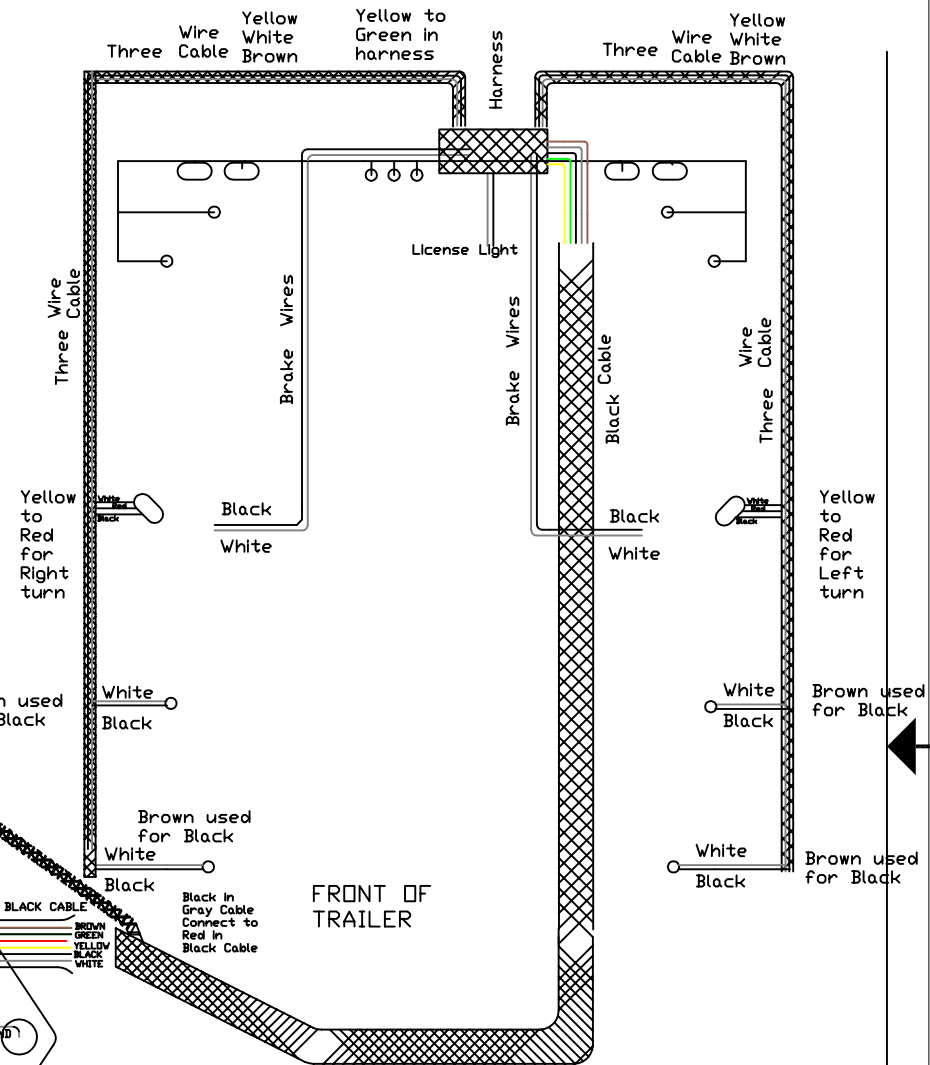 Three
Wire
Cable
Yellow
White
Brown
Yellow to
Green in
harness
Harness
Three
Wire
Cable
Yellow
White
Brown
License Light
Three
Wire
Cable
Brake Wires
Brake Wires
Black Cable
Three
Wire
Cable
Yellow
to
Red
for
Right
turn
White
Red
Black
Black
White
Black
White
White
Red
Black
Yellow
to
Red
for
Left
turn
used
Black
White
Black
White
Black
Brown used
for Black
Brown used
for Black
White
Black
White
Black
Brown used
for Black
BLACK CABLE
BROWN
GREEN
YELLOW
BLACK
WHITE
Black In
Gray Cable
Connect to
Red In
Black Cable
FRONT OF
TRAILER